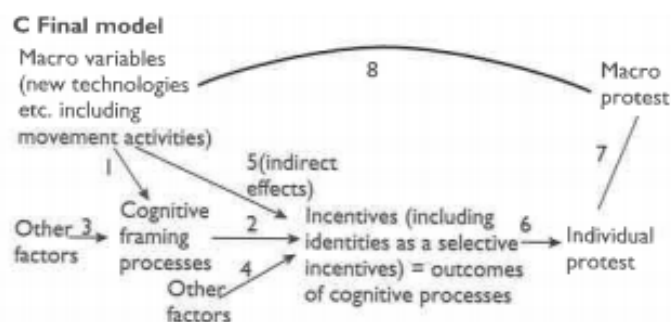 C Final model
Macro variables
(new technologies
etc. including
movement activities)
8
Macro
protest
1
5(indirect
effects)
7
Other
factors
3
Cognitive
framing
processes
2
4
Other
factors
Incentives (including
identities as a selective
incentives) = outcomes
of cognitive processes
6
Individual
protest